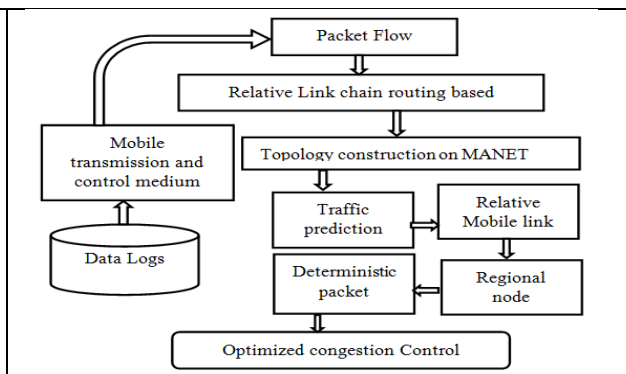 Packet Flow
Relative Link chain routing based
Mobile
transmission and
control medium
Topology construction on MANET
Traffic
prediction
Relative
Mobile link
Data Logs
Deterministic
packet
Regional
node
Optimized congestion Control